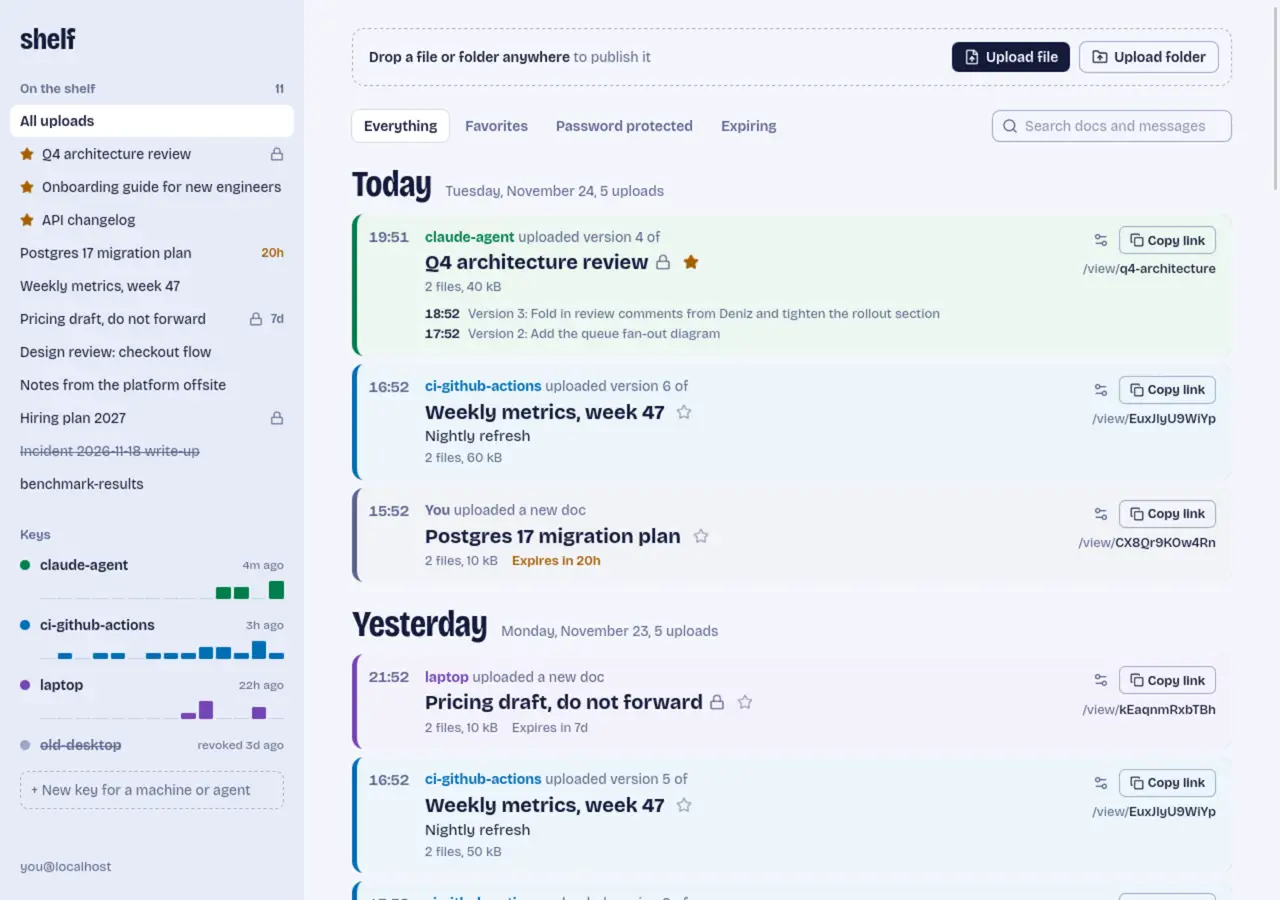 shelf
On the shelf 11
All uploads
Q4 architecture review
Onboarding guide for new engineers
API changelog
Postgres 17 migration plan 20h
Weekly metrics, week 47
Pricing draft, do not forward 7d
Design review: checkout flow
Notes from the platform offsite
Hiring plan 2027
Incident 2026-11-18 write-up
benchmark-results
Keys
claude-agent 4m ago
ci-github-actions 3h ago
laptop 22h ago
old-desktop revoked 3d ago
+ New key for a machine or agent
you@localhost
Drop a file or folder anywhere to publish it
Upload file
Upload folder
Everything Favorites Password protected Expiring
Search docs and messages
Today Tuesday, November 24, 5 uploads
19:51 claude-agent uploaded version 4 of
Copy link
Q4 architecture review
/view/q4-architecture
2 files, 40 kB
18:52 Version 3: Fold in review comments from Deniz and tighten the rollout section
17:52 Version 2: Add the queue fan-out diagram
16:52 ci-github-actions uploaded version 6 of
Copy link
Weekly metrics, week 47
/view/EuxJIyU9WiYp
Nightly refresh
2 files, 60 kB
15:52 You uploaded a new doc
Copy link
Postgres 17 migration plan
/view/CX8Qr9KOw4Rn
2 files, 10 kB Expires in 20h
Yesterday Monday, November 23, 5 uploads
21:52 laptop uploaded a new doc
Copy link
Pricing draft, do not forward
/view/kEaqnmRxbTBh
2 files, 10 kB Expires in 7d
16:52 ci-github-actions uploaded version 5 of
Copy link
Weekly metrics, week 47
/view/EuxJIyU9WiYp
Nightly refresh
2 files, 50 kB